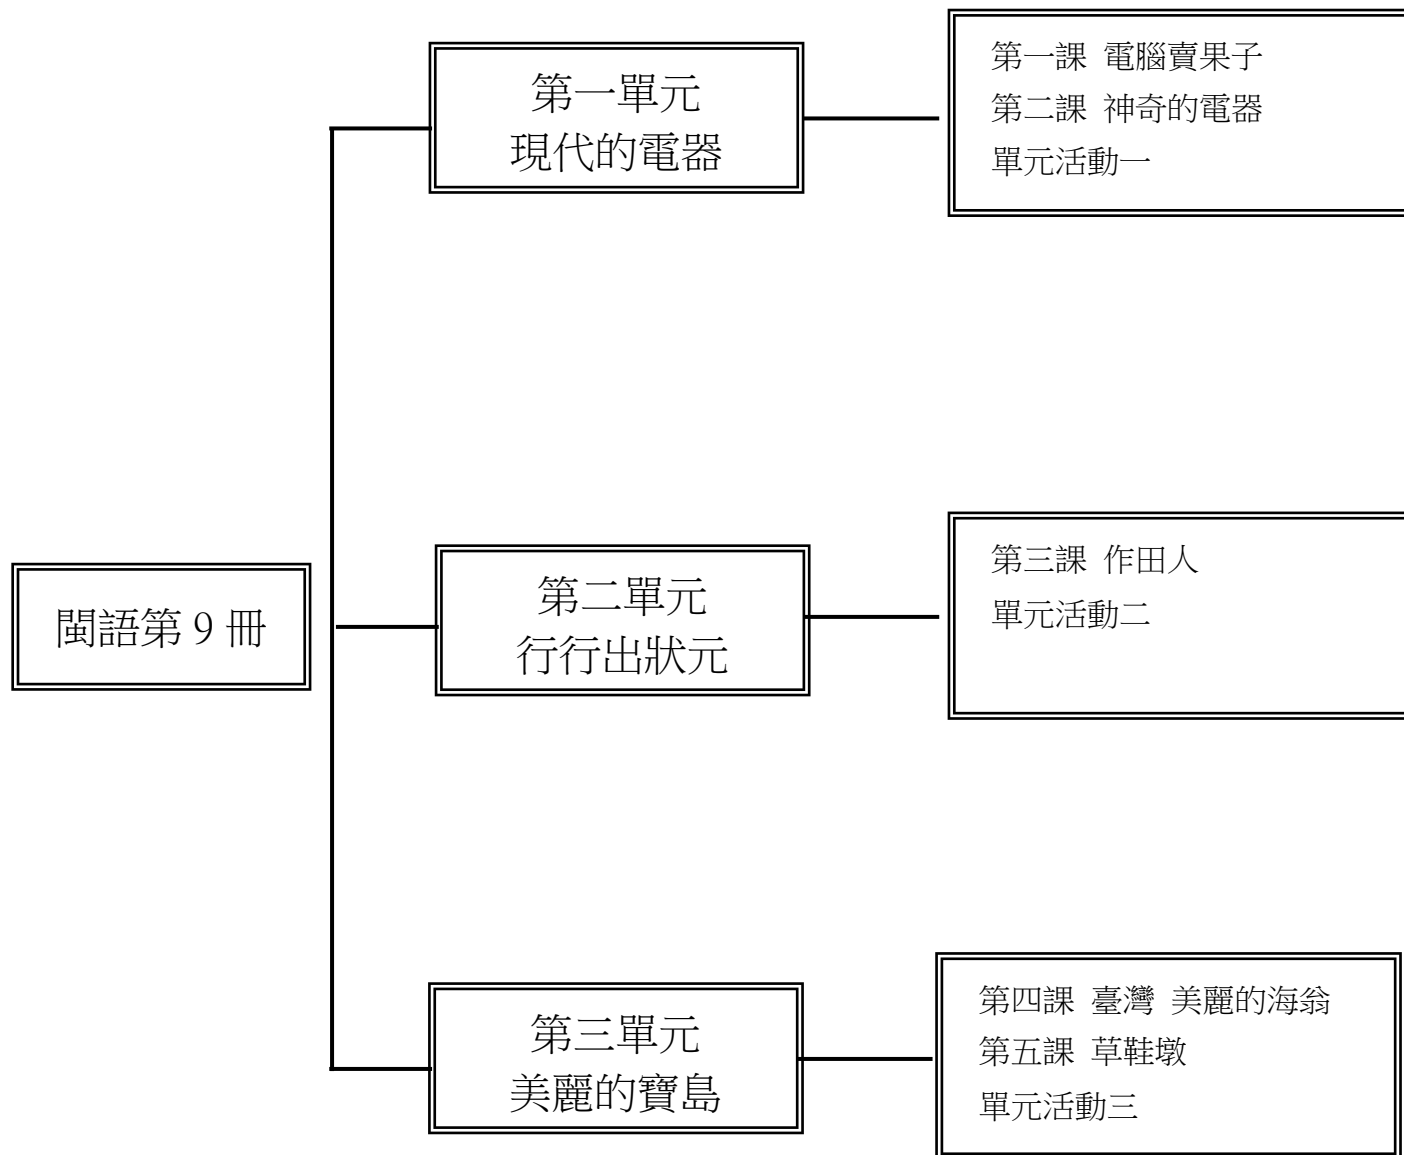 閩語第 9 冊
第一單元
現代的電器
第一課 電腦賣果子
第二課 神奇的電器
單元活動一
第二單元
行行出狀元
第三課 作田人
單元活動二
第三單元
美麗的寶島
第四課 臺灣 美麗的海翁
第五課 草鞋墩
單元活動三